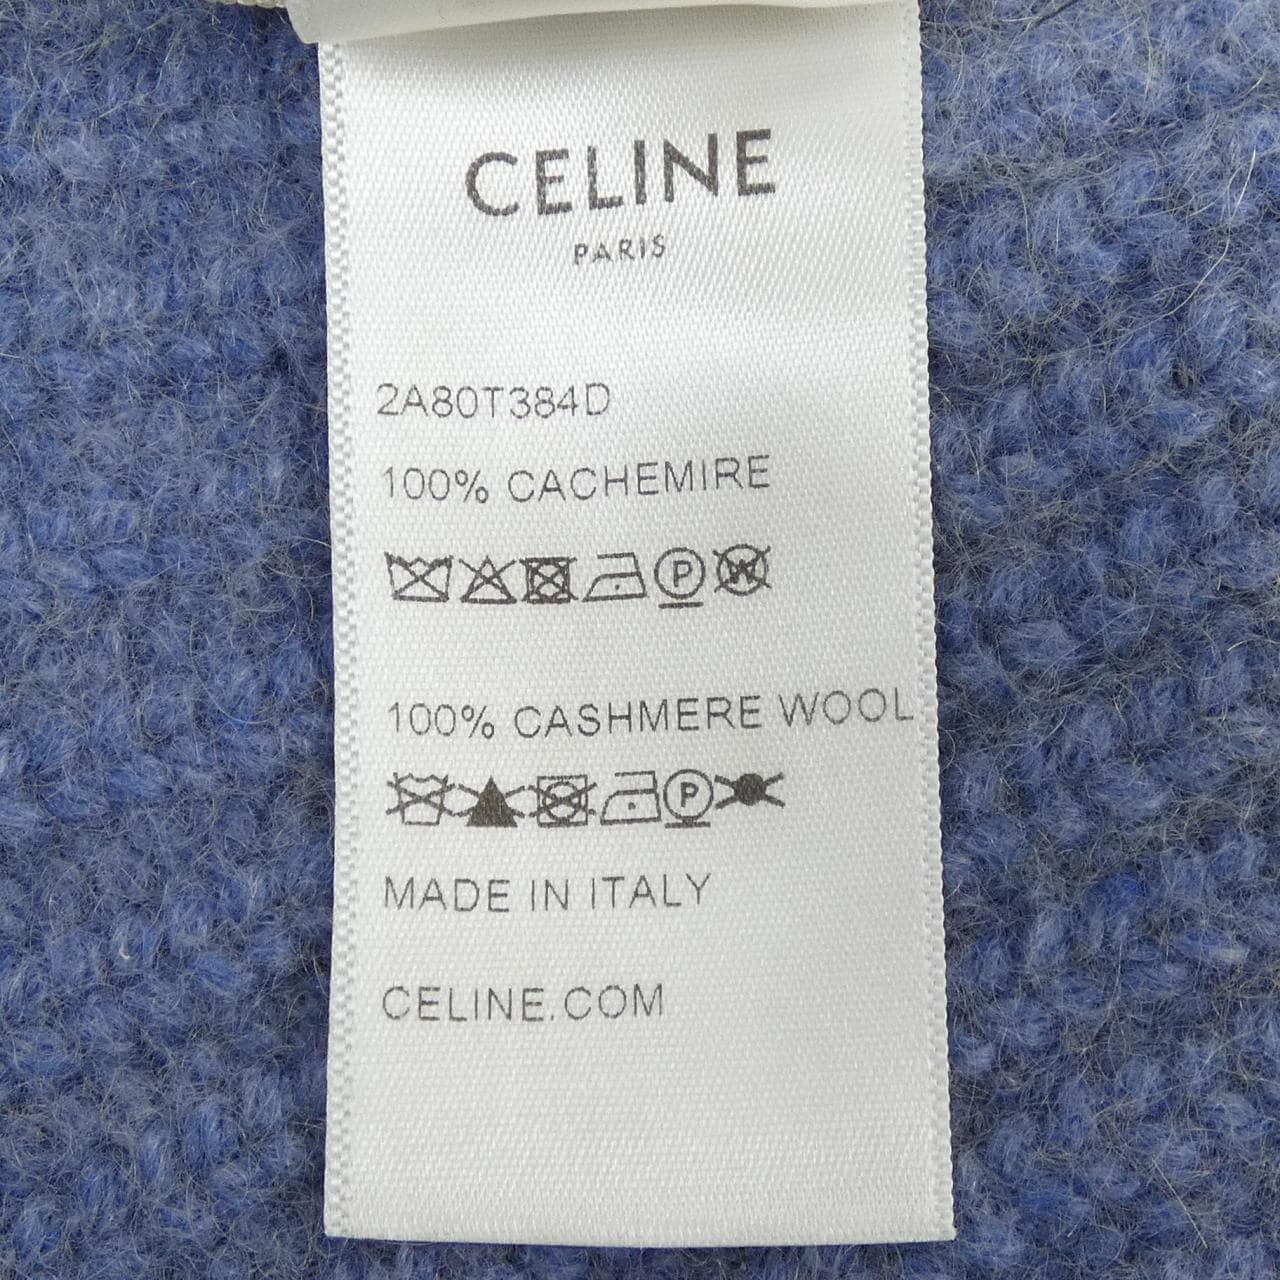 CELINE
PARIS
2A80T384D
100% CACHEMIRE
P W
100% CASHMERE WOOL
P
MADE IN ITALY
CELINE.COM